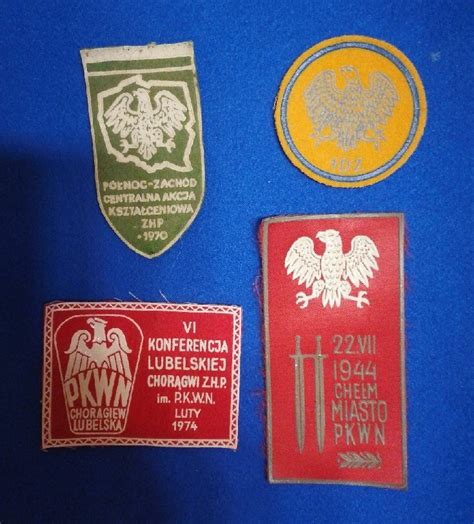 PÓŁNOC-ZACHÓD
CENTRALNA AKCJA
KSZTAŁCENIOWA
ZHP
• 1970
107
PKWN
CHORĄGIEW
LUBELSKA
VI
KONFERENCJA
LUBELSKIEJ
CHORĄGWI Z.H.P.
im. P.K.W.N.
LUTY
1974
22.VII
1944
CHEŁM
MIASTO
PKWN